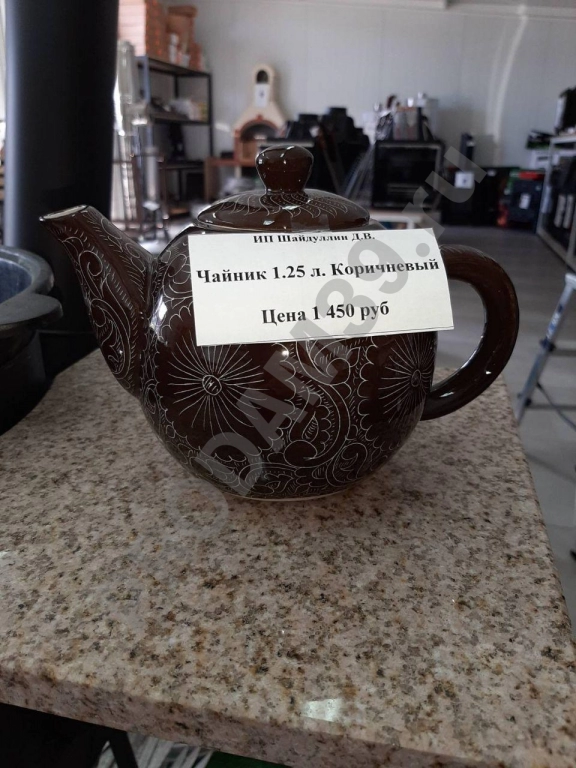 ИП Шайдуллин Д.В.
Чайник 1.25 л. Коричневый
Цена 1 450 руб